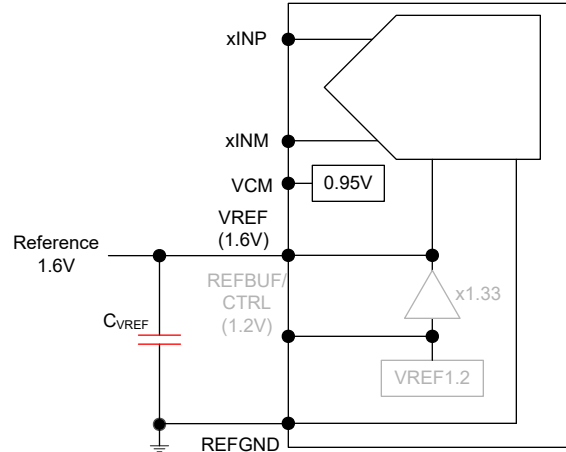 xINP
xINM
VCM
0.95V
VREF
(1.6V)
Reference
1.6V
REFBUF/
CTRL
(1.2V)
x1.33
CVREF
VREF1.2
REFGND